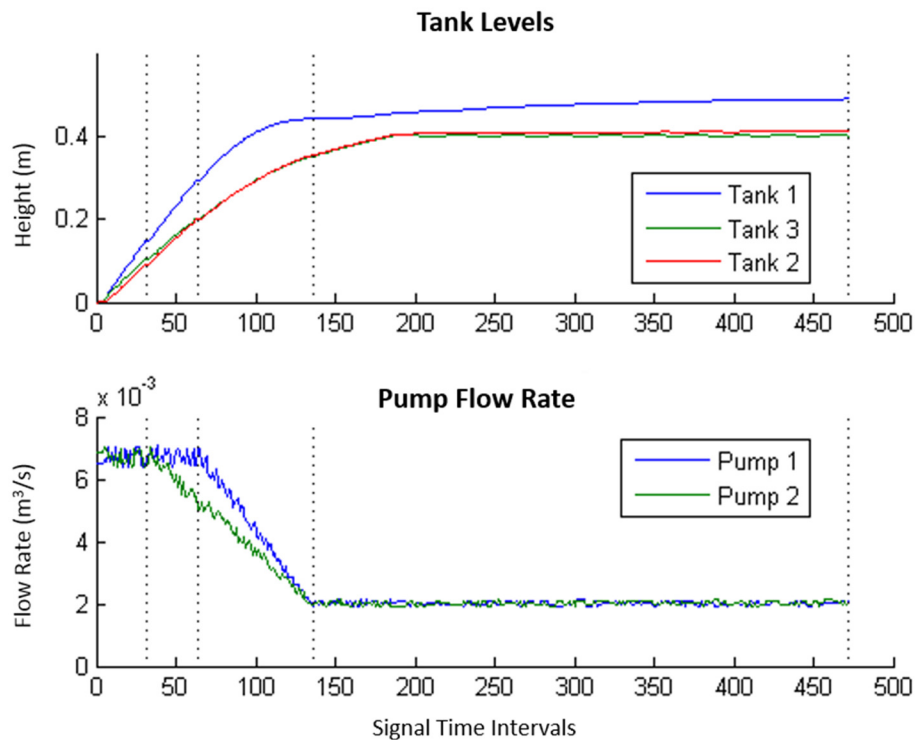 Tank Levels
Height (m)
0.4
0.2
0
Tank 1
Tank 3
Tank 2
0 50 100 150 200 250 300 350 400 450 500
x 10⁻³
Pump Flow Rate
Flow Rate (m³/s)
8
6
4
2
0
Pump 1
Pump 2
0 50 100 150 200 250 300 350 400 450 500
Signal Time Intervals